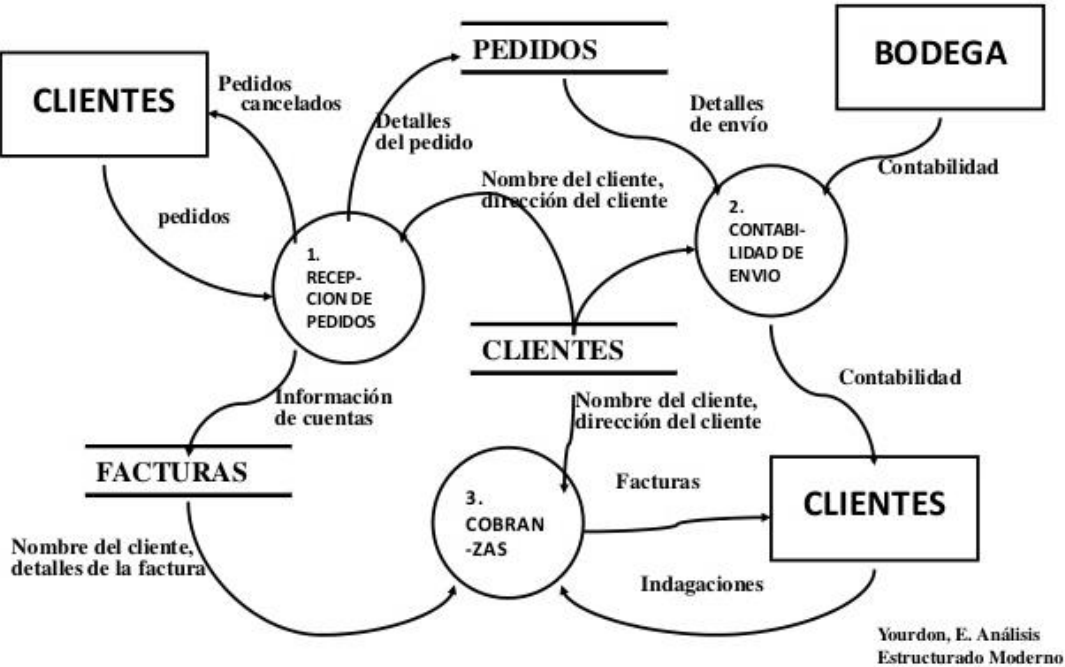 PEDIDOS
BODEGA
CLIENTES
Pedidos
cancelados
Detalles
del pedido
Detalles
de envío
Contabilidad
Nombre del cliente,
dirección del cliente
pedidos
1.
RECEP-
CION DE
PEDIDOS
2.
CONTABI-
LIDAD DE
ENVIO
CLIENTES
Contabilidad
Información
de cuentas
Nombre del cliente,
dirección del cliente
FACTURAS
3.
COBRAN
-ZAS
Facturas
CLIENTES
Nombre del cliente,
detalles de la factura
Indagaciones
Yourdon, E. Análisis
Estructurado Moderno